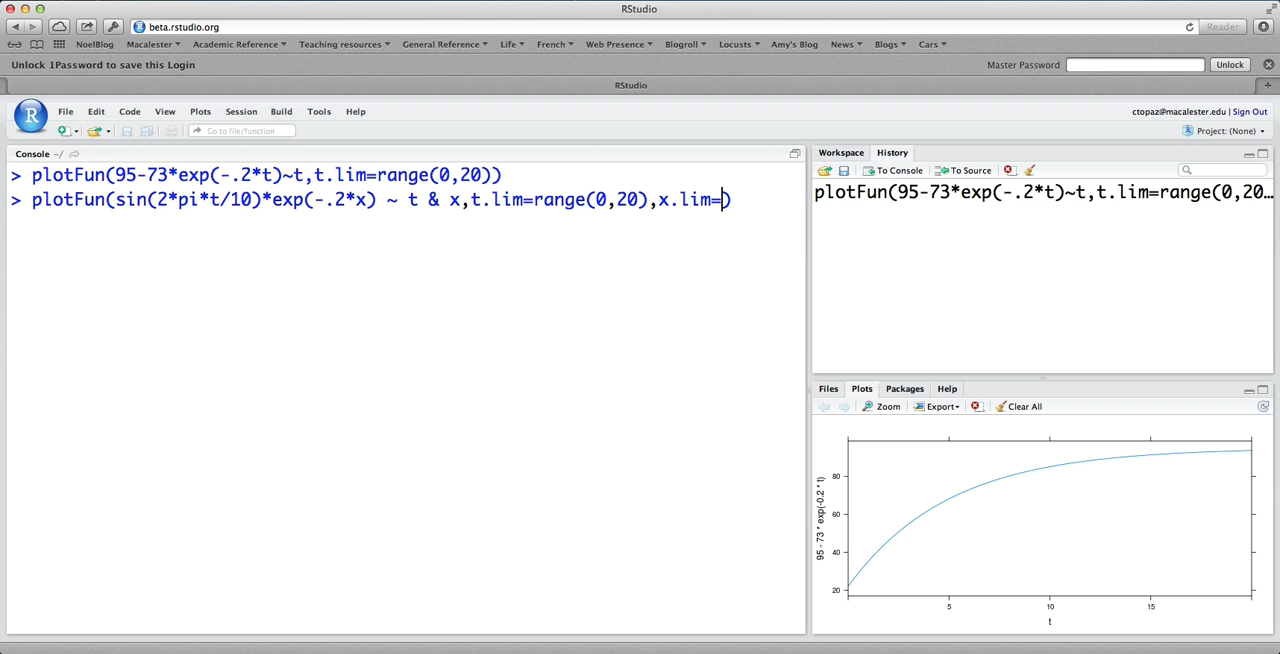 RStudio
beta.rstudio.org
Reader
NoelBlog Macalester Academic Reference Teaching resources General Reference Life French Web Presence Blogroll Locusts Amy's Blog News Blogs Cars
Unlock 1Password to save this Login Master Password Unlock
RStudio
R File Edit Code View Plots Session Build Tools Help ctopaz@macalester.edu | Sign Out
Go to file/function Project: (None)
Console ~/
> plotFun(95-73*exp(-.2*t)~t,t.lim=range(0,20))
> plotFun(sin(2*pi*t/10)*exp(-.2*x) ~ t & x,t.lim=range(0,20),x.lim=)
Workspace History
To Console To Source
plotFun(95-73*exp(-.2*t)~t,t.lim=range(0,20...
Files Plots Packages Help
Zoom Export Clear All
95 - 73 * exp(-0.2 * t)
80
60
40
20
5 10 15
t